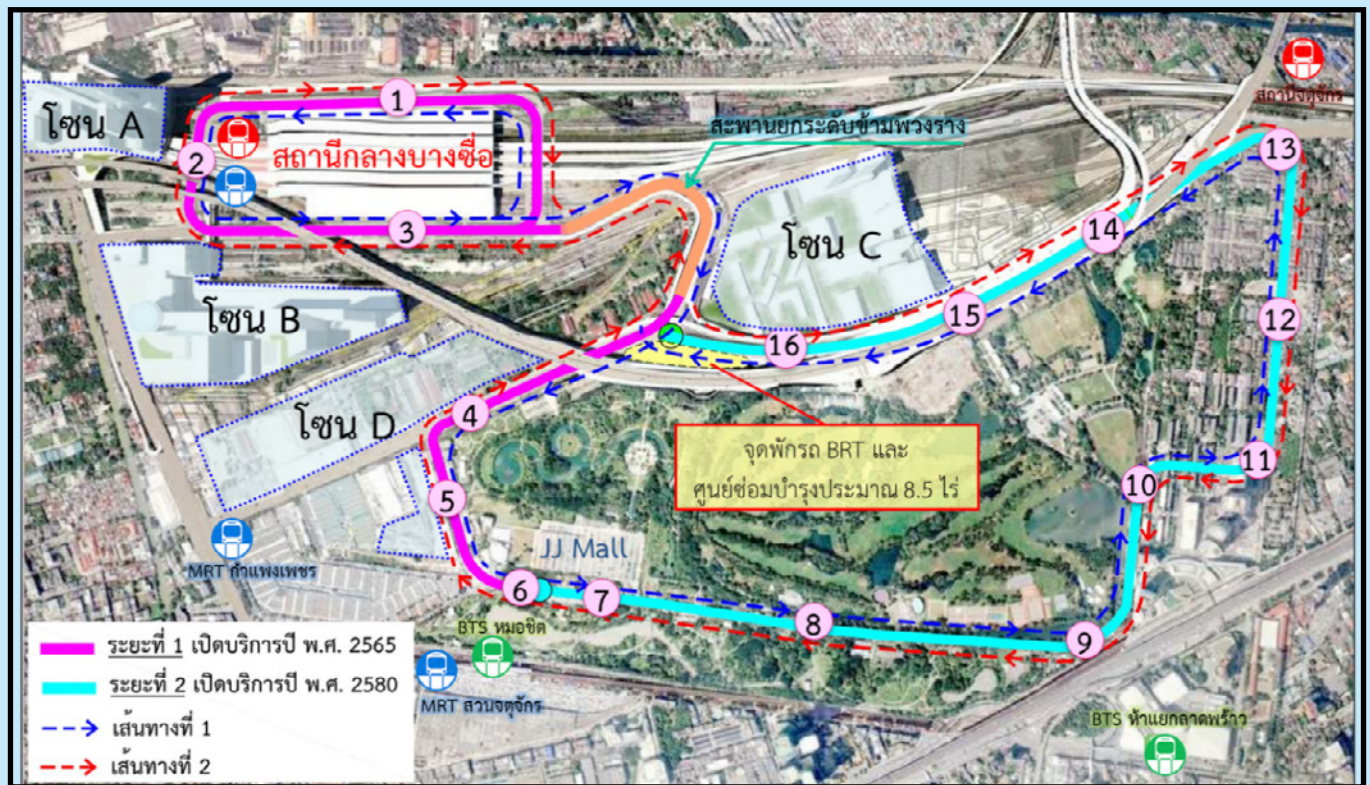 โซน A
1
2
สถานีกลางบางซื่อ
3
สะพานยกระดับข้ามพวงราง
สถานีจตุจักร
โซน B
โซน C
โซน D
4
5
6
7
8
9
10
11
12
13
14
15
16
จุดพักรถ BRT และ
ศูนย์ซ่อมบำรุงประมาณ 8.5 ไร่
JJ Mall
MRT กำแพงเพชร
BTS หมอชิต
MRT สวนจตุจักร
BTS ห้าแยกลาดพร้าว
ระยะที่ 1 เปิดบริการปี พ.ศ. 2565
ระยะที่ 2 เปิดบริการปี พ.ศ. 2580
เส้นทางที่ 1
เส้นทางที่ 2